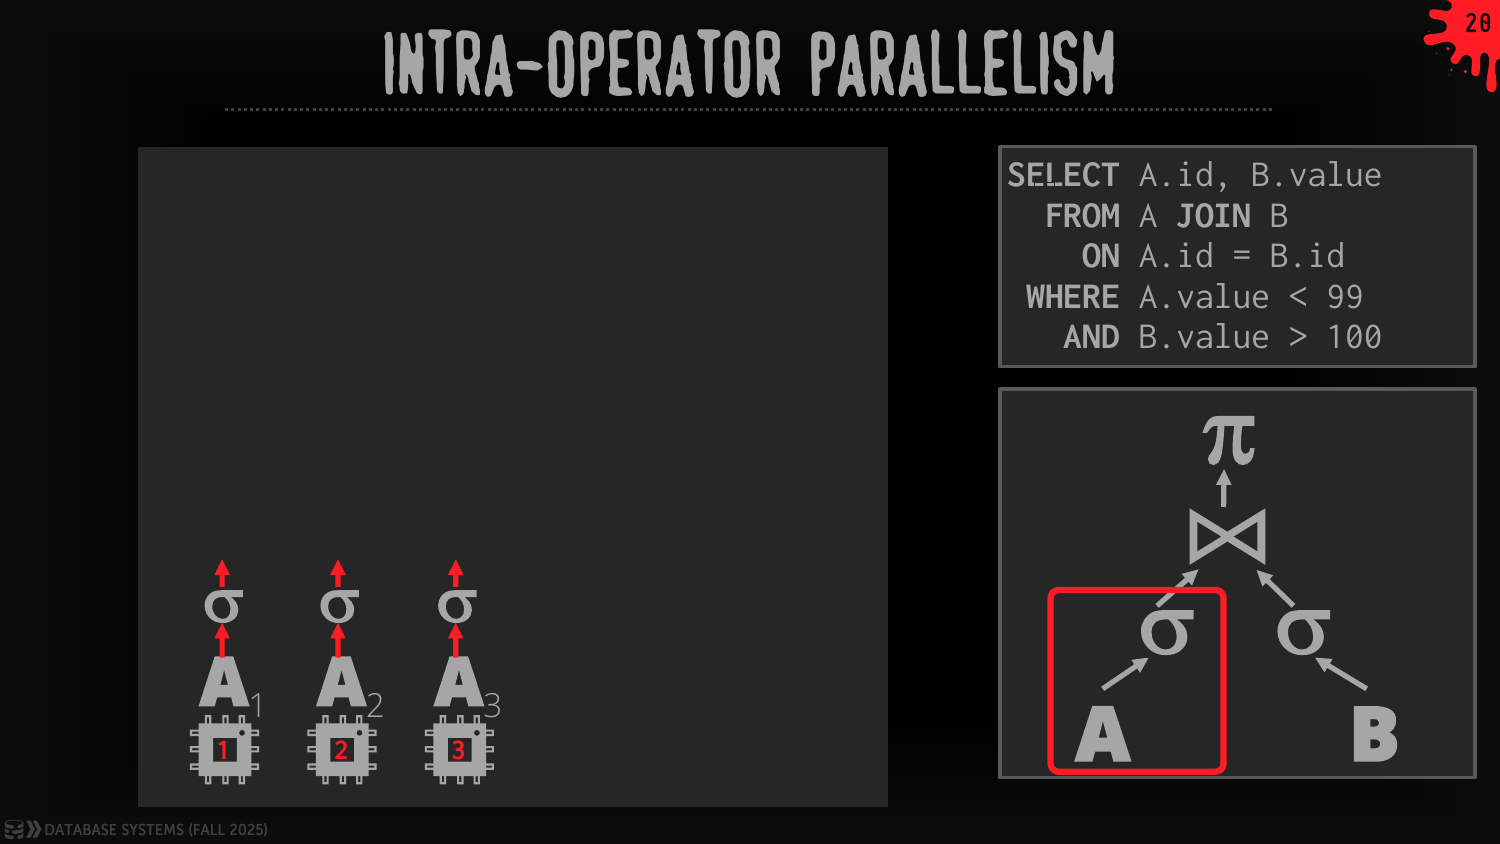 INTRA-OPERATOR PARALLELISM
20
SELECT A.id, B.value
FROM A JOIN B
ON A.id = B.id
WHERE A.value < 99
AND B.value > 100
π
⋈
σ σ
A B
σ σ σ
A1 A2 A3
1 2 3
DATABASE SYSTEMS (FALL 2025)